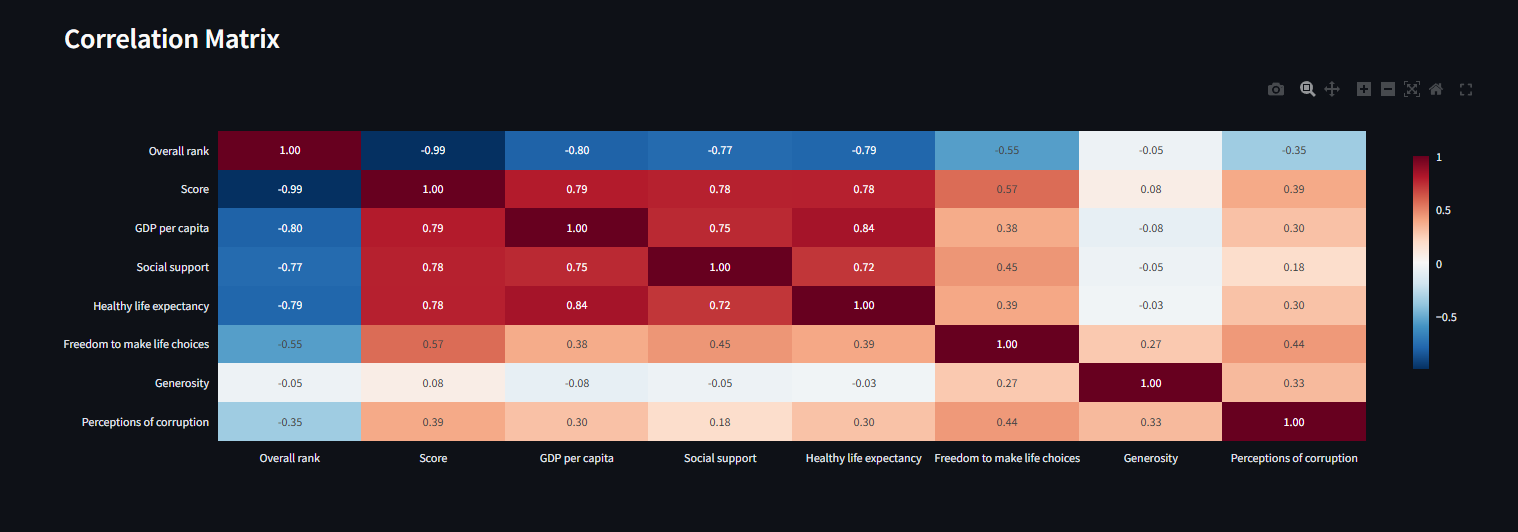 Correlation Matrix
Overall rank 1.00 -0.99 -0.80 -0.77 -0.79 -0.55 -0.05 -0.35
Score -0.99 1.00 0.79 0.78 0.78 0.57 0.08 0.39
GDP per capita -0.80 0.79 1.00 0.75 0.84 0.38 -0.08 0.30
Social support -0.77 0.78 0.75 1.00 0.72 0.45 -0.05 0.18
Healthy life expectancy -0.79 0.78 0.84 0.72 1.00 0.39 -0.03 0.30
Freedom to make life choices -0.55 0.57 0.38 0.45 0.39 1.00 0.27 0.44
Generosity -0.05 0.08 -0.08 -0.05 -0.03 0.27 1.00 0.33
Perceptions of corruption -0.35 0.39 0.30 0.18 0.30 0.44 0.33 1.00
Overall rank Score GDP per capita Social support Healthy life expectancy Freedom to make life choices Generosity Perceptions of corruption
1
0.5
0
−0.5